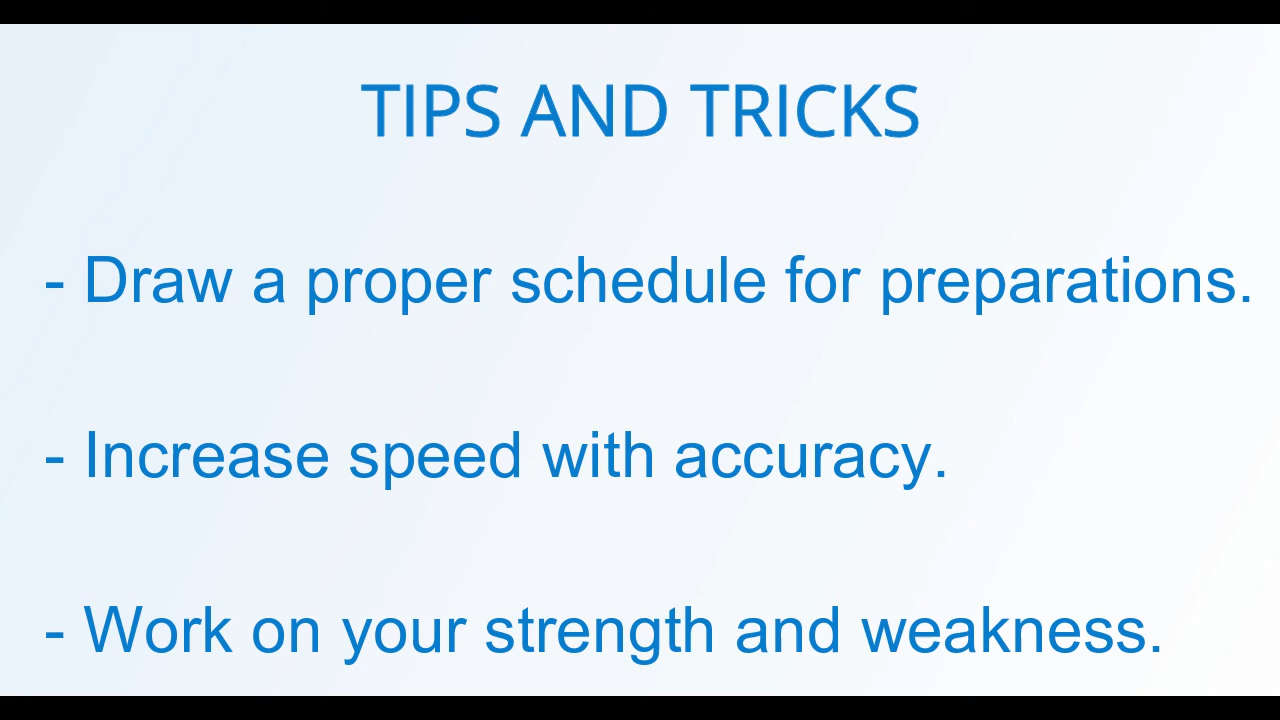 TIPS AND TRICKS
- Draw a proper schedule for preparations.
- Increase speed with accuracy.
- Work on your strength and weakness.